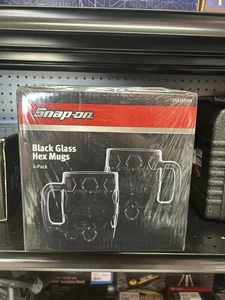 Snap-on
Black Glass
Hex Mugs
4-Pack